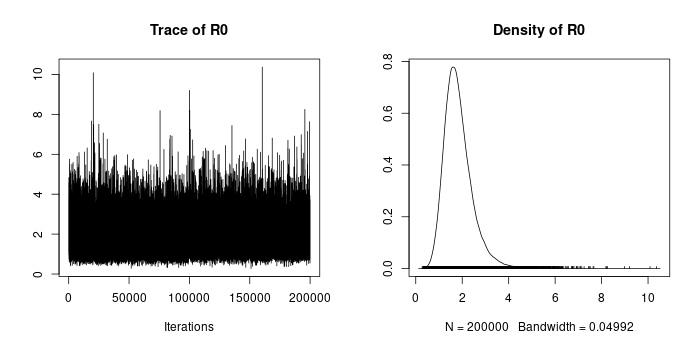 Trace of R0
10
8
6
4
2
0
0 50000 100000 150000 200000
Iterations
Density of R0
0.8
0.6
0.4
0.2
0.0
0 2 4 6 8 10
N = 200000 Bandwidth = 0.04992